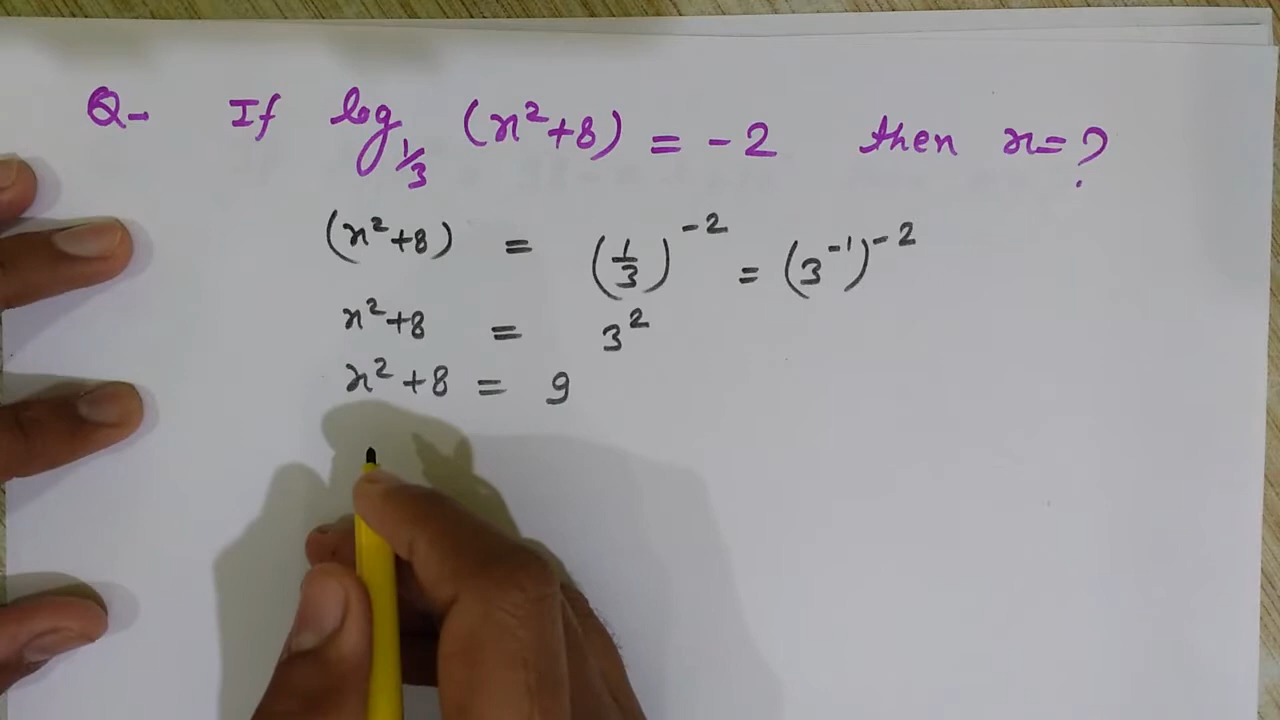 Q- If log_{1/3} (x²+8) = -2 then x=?
(x²+8) = (1/3)⁻² = (3⁻¹)⁻²
x²+8 = 3²
x²+8 = 9